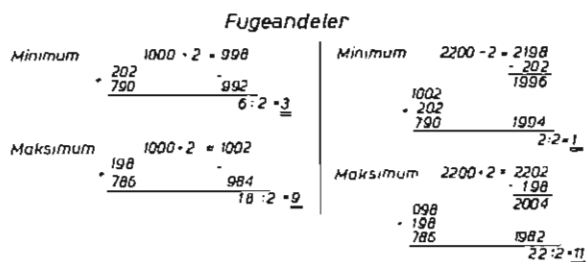 Fugeandeler
Minimum 1000 ÷ 2 = 998
202 -
+ 790 992
6 : 2 = 3
Maksimum 1000 + 2 = 1002
198 -
+ 786 984
18 : 2 = 9
Minimum 2200 - 2 = 2198
- 202
1996
1002
+ 202
790 1994
2 : 2 = 1
Maksimum 2200 + 2 = 2202
- 198
2004
098
+ 198
786 1982
22 : 2 = 11